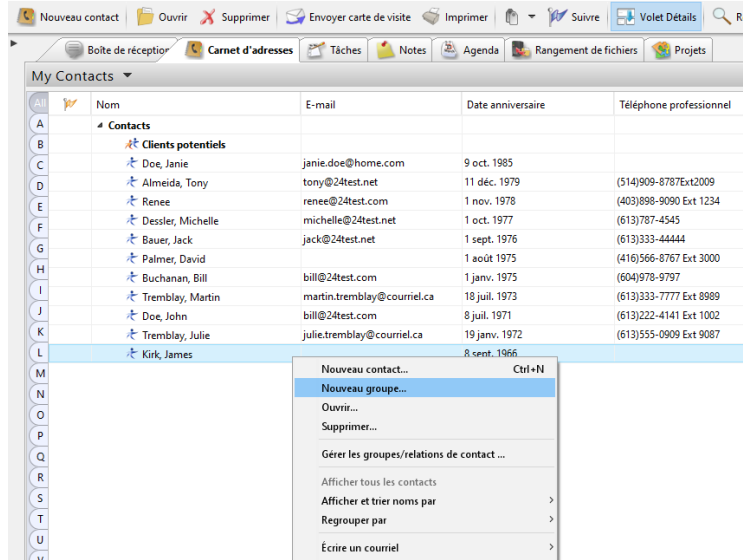 Nouveau contact Ouvrir Supprimer Envoyer carte de visite Imprimer Suivre Volet Détails R
Boîte de réception Carnet d'adresses Tâches Notes Agenda Rangement de fichiers Projets
My Contacts
All Nom E-mail Date anniversaire Téléphone professionnel
A Contacts
B Clients potentiels
C Doe, Janie janie.doe@home.com 9 oct. 1985
D Almeida, Tony tony@24test.net 11 déc. 1979 (514)909-8787Ext2009
E Renee renee@24test.com 1 nov. 1978 (403)898-9090 Ext 1234
F Dessler, Michelle michelle@24test.net 1 oct. 1977 (613)787-4545
G Bauer, Jack jack@24test.net 1 sept. 1976 (613)333-44444
H Palmer, David 1 août 1975 (416)566-8767 Ext 3000
I Buchanan, Bill bill@24test.com 1 janv. 1975 (604)978-9797
J Tremblay, Martin martin.tremblay@courriel.ca 18 juil. 1973 (613)333-7777 Ext 8989
Doe, John bill@24test.com 8 juil. 1971 (613)222-4141 Ext 1002
K Tremblay, Julie julie.tremblay@courriel.ca 19 janv. 1972 (613)555-0909 Ext 9087
L Kirk, James 8 sept. 1966
M Nouveau contact... Ctrl+N
N Nouveau groupe...
O Ouvrir...
P Supprimer...
Q Gérer les groupes/relations de contact ...
R Afficher tous les contacts
S Afficher et trier noms par
T Regrouper par
U Écrire un courriel
V